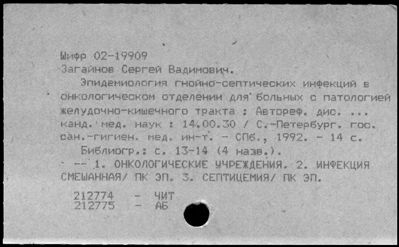 Шифр 02-19909
Загайнов Сергей Вадимович.
Эпидемиология гнойно-септических инфекций в
онкологическом отделении для больных с патологией
желудочно-кишечного тракта : Автореф. дис. ...
канд. мед. наук : 14.00.30 / С.-Петербург. гос.
сан.-гигиен. мед. ин-т. - СПб., 1992. - 14 с.
Библиогр.: с. 13-14 (4 назв.).
-- 1. ОНКОЛОГИЧЕСКИЕ УЧРЕЖДЕНИЯ. 2. ИНФЕКЦИЯ
СМЕШАННАЯ/ ПК ЭП. 3. СЕПТИЦЕМИЯ/ ПК ЭП.
212774 - ЧИТ
212775 - АБ